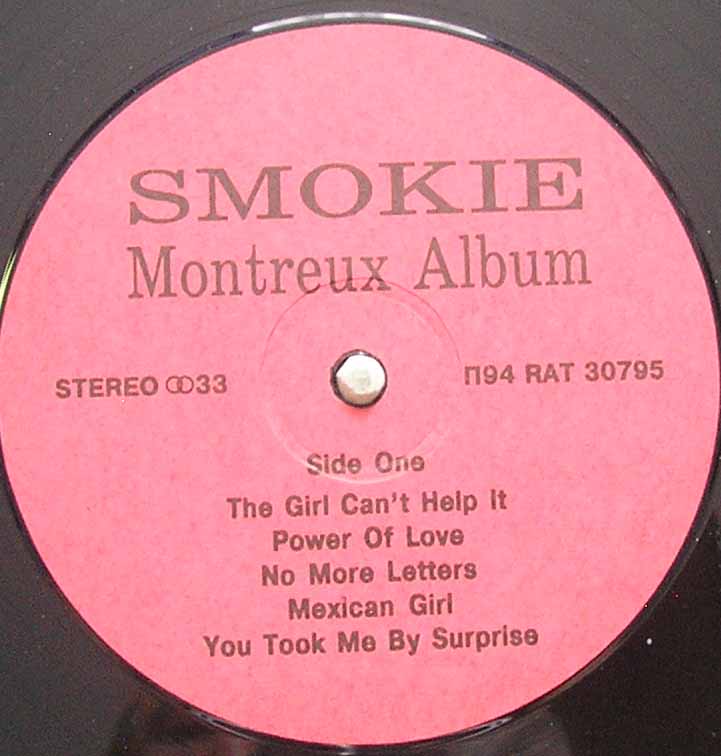 SMOKIE
Montreux Album
STEREO ꝏ 33
П94 RAT 30795
Side One
The Girl Can't Help It
Power Of Love
No More Letters
Mexican Girl
You Took Me By Surprise